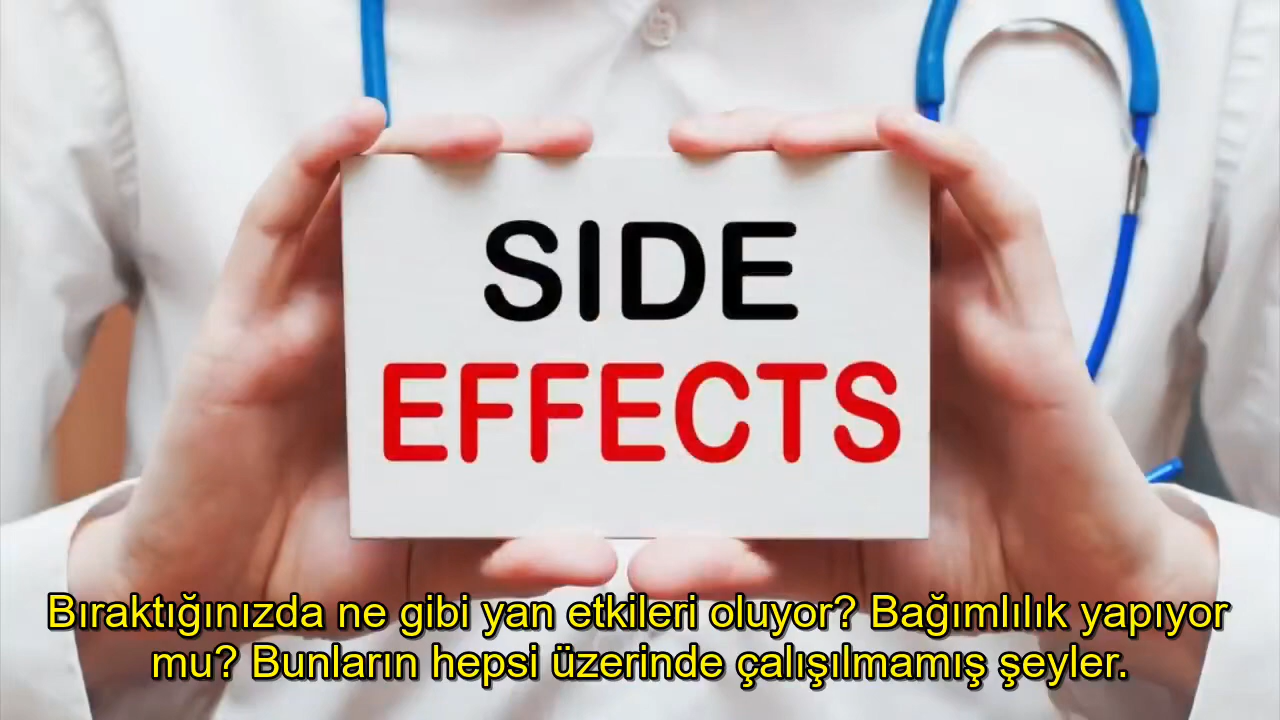 SIDE
EFFECTS
Bıraktığınızda ne gibi yan etkileri oluyor? Bağımlılık yapıyor
mu? Bunların hepsi üzerinde çalışılmamış şeyler.